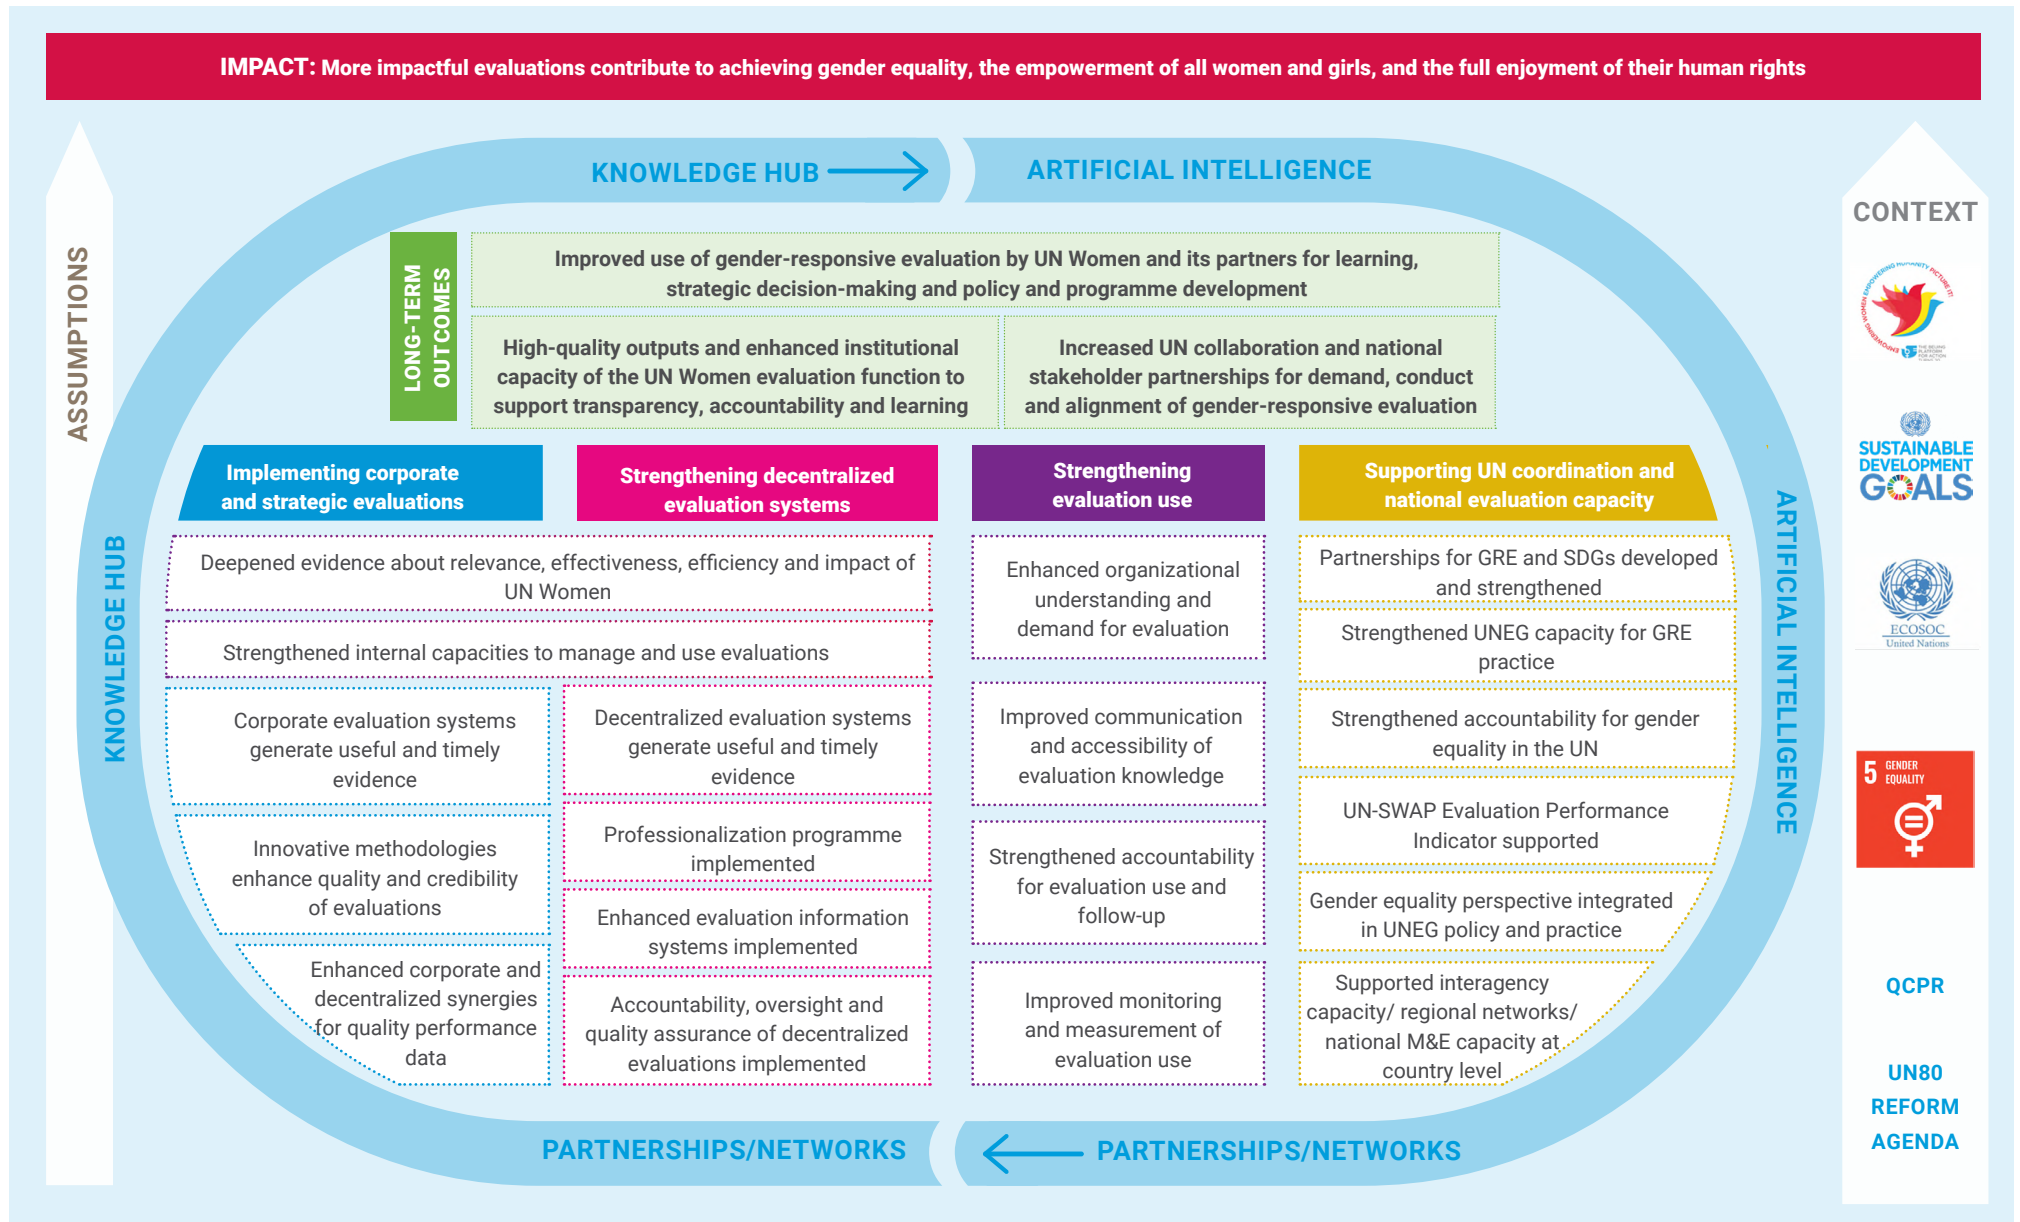 IMPACT: More impactful evaluations contribute to achieving gender equality, the empowerment of all women and girls, and the full enjoyment of their human rights
ASSUMPTIONS
KNOWLEDGE HUB
ARTIFICIAL INTELLIGENCE
LONG-TERM
OUTCOMES
Improved use of gender-responsive evaluation by UN Women and its partners for learning,
strategic decision-making and policy and programme development
High-quality outputs and enhanced institutional
capacity of the UN Women evaluation function to
support transparency, accountability and learning
Increased UN collaboration and national
stakeholder partnerships for demand, conduct
and alignment of gender-responsive evaluation
KNOWLEDGE HUB
Implementing corporate
and strategic evaluations
Strengthening decentralized
evaluation systems
Strengthening
evaluation use
Supporting UN coordination and
national evaluation capacity
Deepened evidence about relevance, effectiveness, efficiency and impact of
UN Women
Strengthened internal capacities to manage and use evaluations
Corporate evaluation systems
generate useful and timely
evidence
Innovative methodologies
enhance quality and credibility
of evaluations
Enhanced corporate and
decentralized synergies
for quality performance
data
Decentralized evaluation systems
generate useful and timely
evidence
Professionalization programme
implemented
Enhanced evaluation information
systems implemented
Accountability, oversight and
quality assurance of decentralized
evaluations implemented
Enhanced organizational
understanding and
demand for evaluation
Improved communication
and accessibility of
evaluation knowledge
Strengthened accountability
for evaluation use and
follow-up
Improved monitoring
and measurement of
evaluation use
Partnerships for GRE and SDGs developed
and strengthened
Strengthened UNEG capacity for GRE
practice
Strengthened accountability for gender
equality in the UN
UN-SWAP Evaluation Performance
Indicator supported
Gender equality perspective integrated
in UNEG policy and practice
Supported interagency
capacity/ regional networks/
national M&E capacity at
country level
ARTIFICIAL INTELLIGENCE
PARTNERSHIPS/NETWORKS
PARTNERSHIPS/NETWORKS
CONTEXT
EMPOWERING WOMEN EMPOWERING HUMANITY PICTURE IT!
THE BEIJING
PLATFORM
FOR ACTION
SUSTAINABLE
DEVELOPMENT
GOALS
ECOSOC
United Nations
5 GENDER
EQUALITY
QCPR
UN80
REFORM
AGENDA